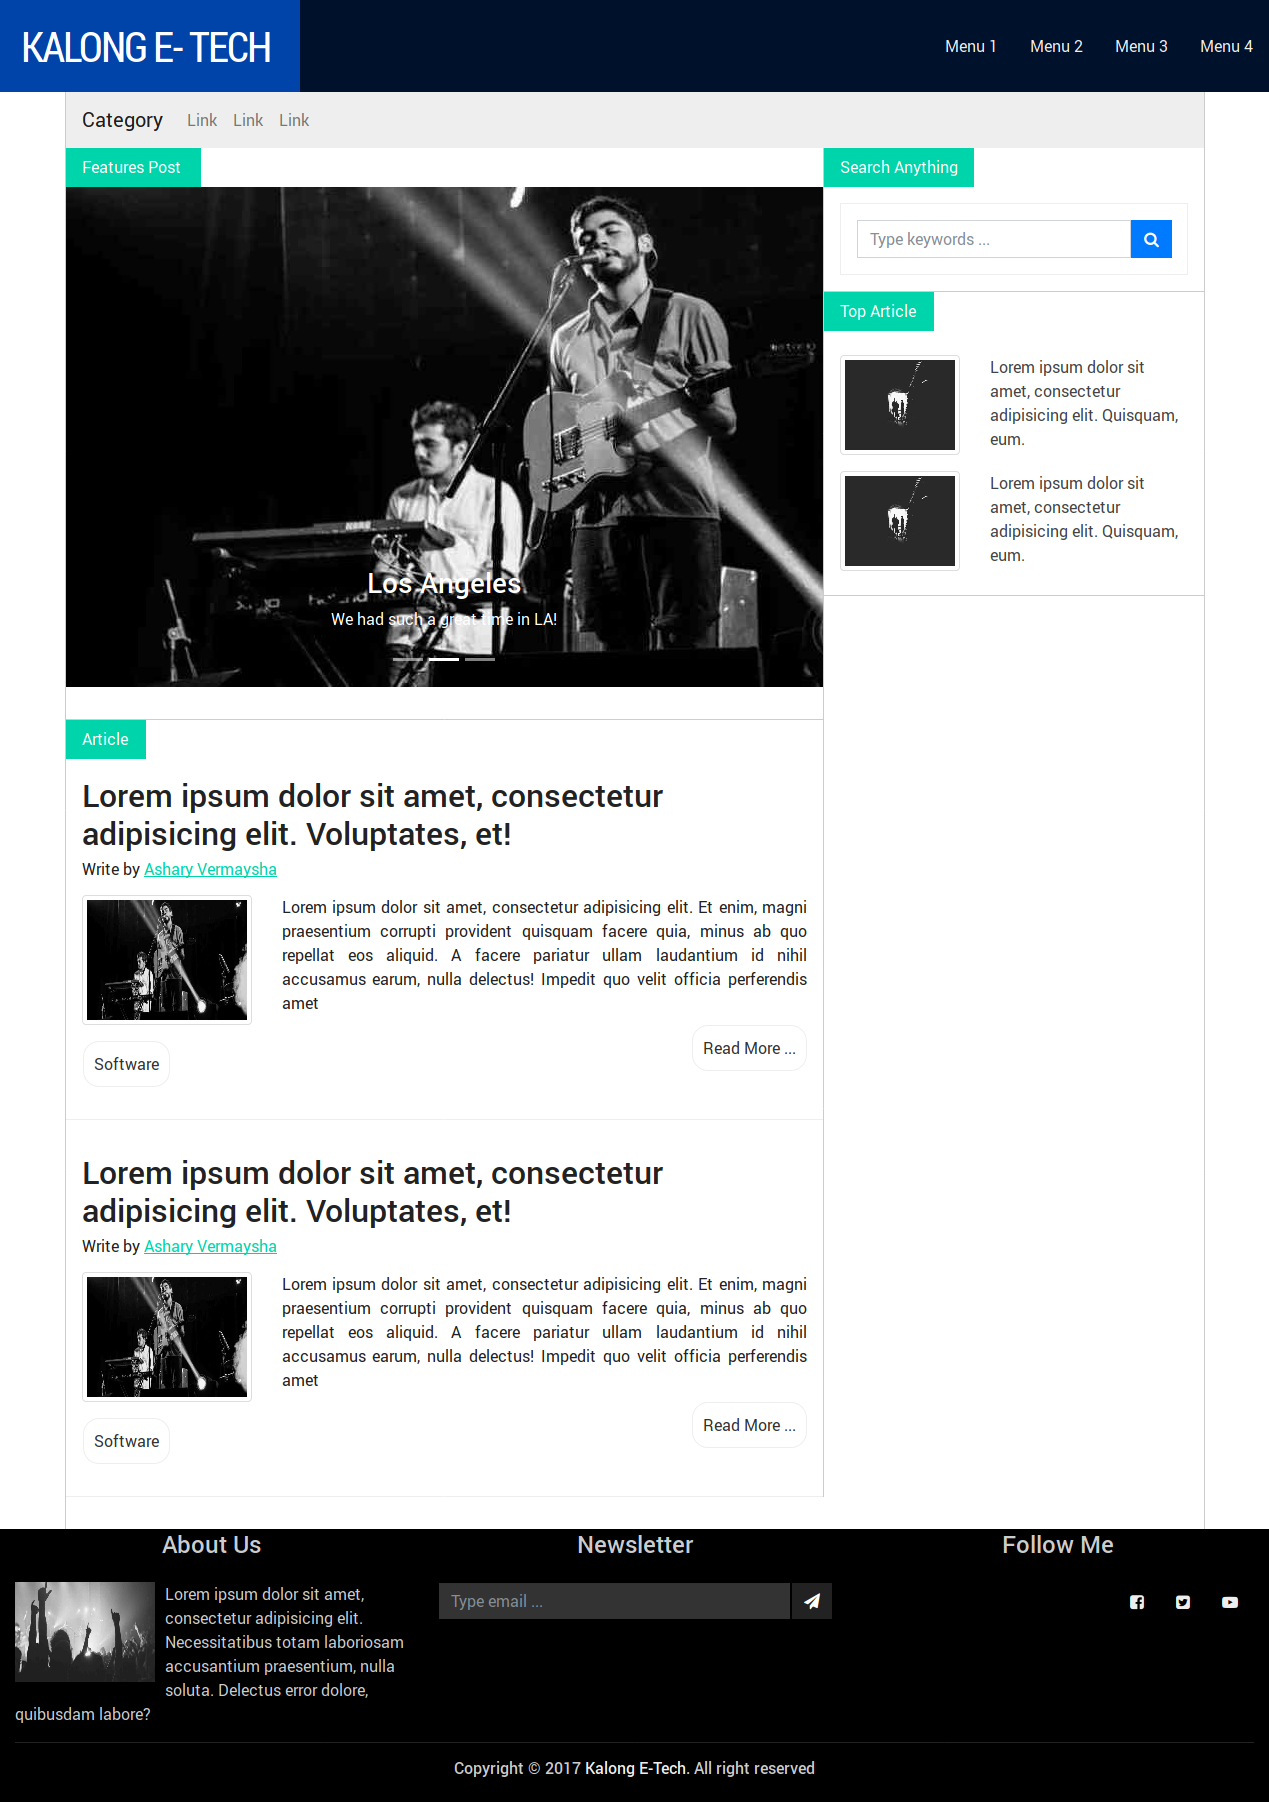 KALONG E- TECH
Menu 1 Menu 2 Menu 3 Menu 4
Category Link Link Link
Features Post
Los Angeles
We had such a great time in LA!
Search Anything
Type keywords ...
Top Article
Lorem ipsum dolor sit
amet, consectetur
adipisicing elit. Quisquam,
eum.
Lorem ipsum dolor sit
amet, consectetur
adipisicing elit. Quisquam,
eum.
Article
Lorem ipsum dolor sit amet, consectetur
adipisicing elit. Voluptates, et!
Write by Ashary Vermaysha
Lorem ipsum dolor sit amet, consectetur adipisicing elit. Et enim, magni
praesentium corrupti provident quisquam facere quia, minus ab quo
repellat eos aliquid. A facere pariatur ullam laudantium id nihil
accusamus earum, nulla delectus! Impedit quo velit officia perferendis
amet
Read More ...
Software
Lorem ipsum dolor sit amet, consectetur
adipisicing elit. Voluptates, et!
Write by Ashary Vermaysha
Lorem ipsum dolor sit amet, consectetur adipisicing elit. Et enim, magni
praesentium corrupti provident quisquam facere quia, minus ab quo
repellat eos aliquid. A facere pariatur ullam laudantium id nihil
accusamus earum, nulla delectus! Impedit quo velit officia perferendis
amet
Read More ...
Software
About Us
Lorem ipsum dolor sit amet,
consectetur adipisicing elit.
Necessitatibus totam laboriosam
accusantium praesentium, nulla
soluta. Delectus error dolore,
quibusdam labore?
Newsletter
Type email ...
Follow Me
Copyright © 2017 Kalong E-Tech. All right reserved